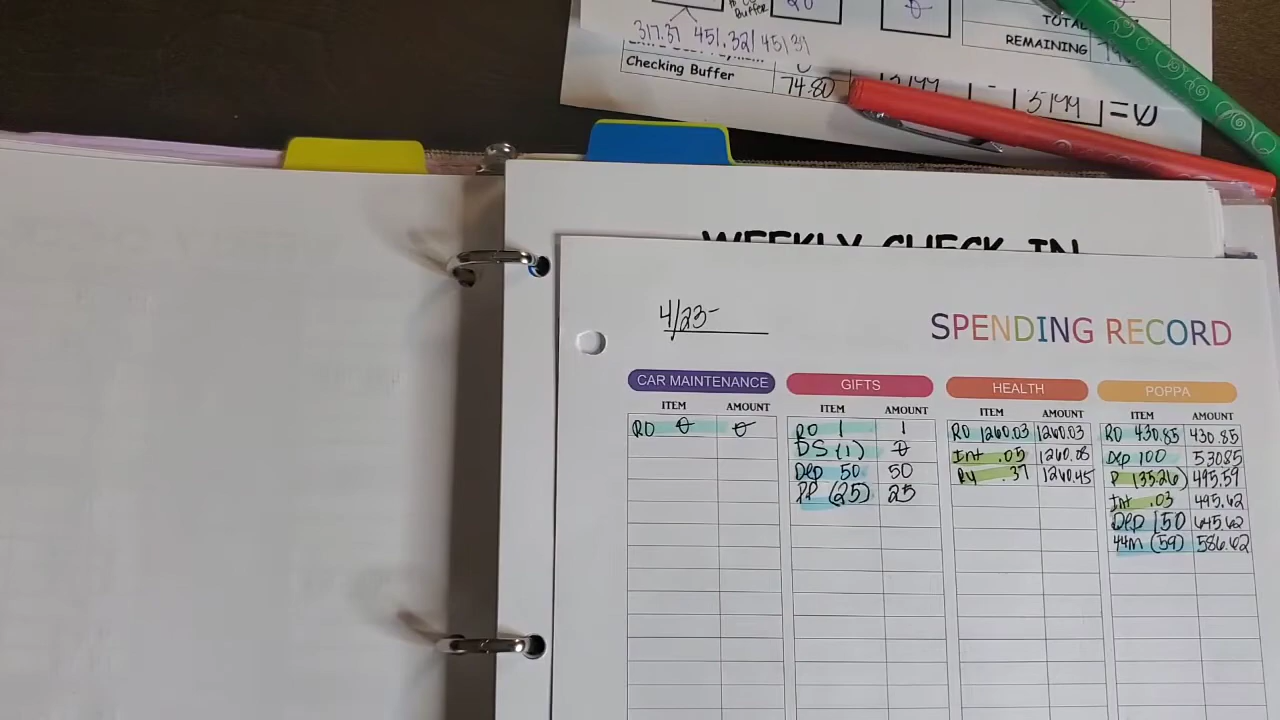 Buffer
20
TOTAL
REMAINING
317.37 451.32/451.31
Checking Buffer 74.80
3799 = 0
WEEKLY CHECK IN
4/23-
SPENDING RECORD
CAR MAINTENANCE GIFTS HEALTH POPPA
ITEM AMOUNT ITEM AMOUNT ITEM AMOUNT ITEM AMOUNT
RO 0 0 RO 1 1 RO 1260.03 1260.03 RO 430.85 430.85
DS (1) 0 Int .05 1260.08 Dep 100 530.85
Dep 50 50 Ry .37 1260.45 P (35.26) 495.59
PP (25) 25 Int .03 495.62
Dep 150 645.62
44m (59) 586.62